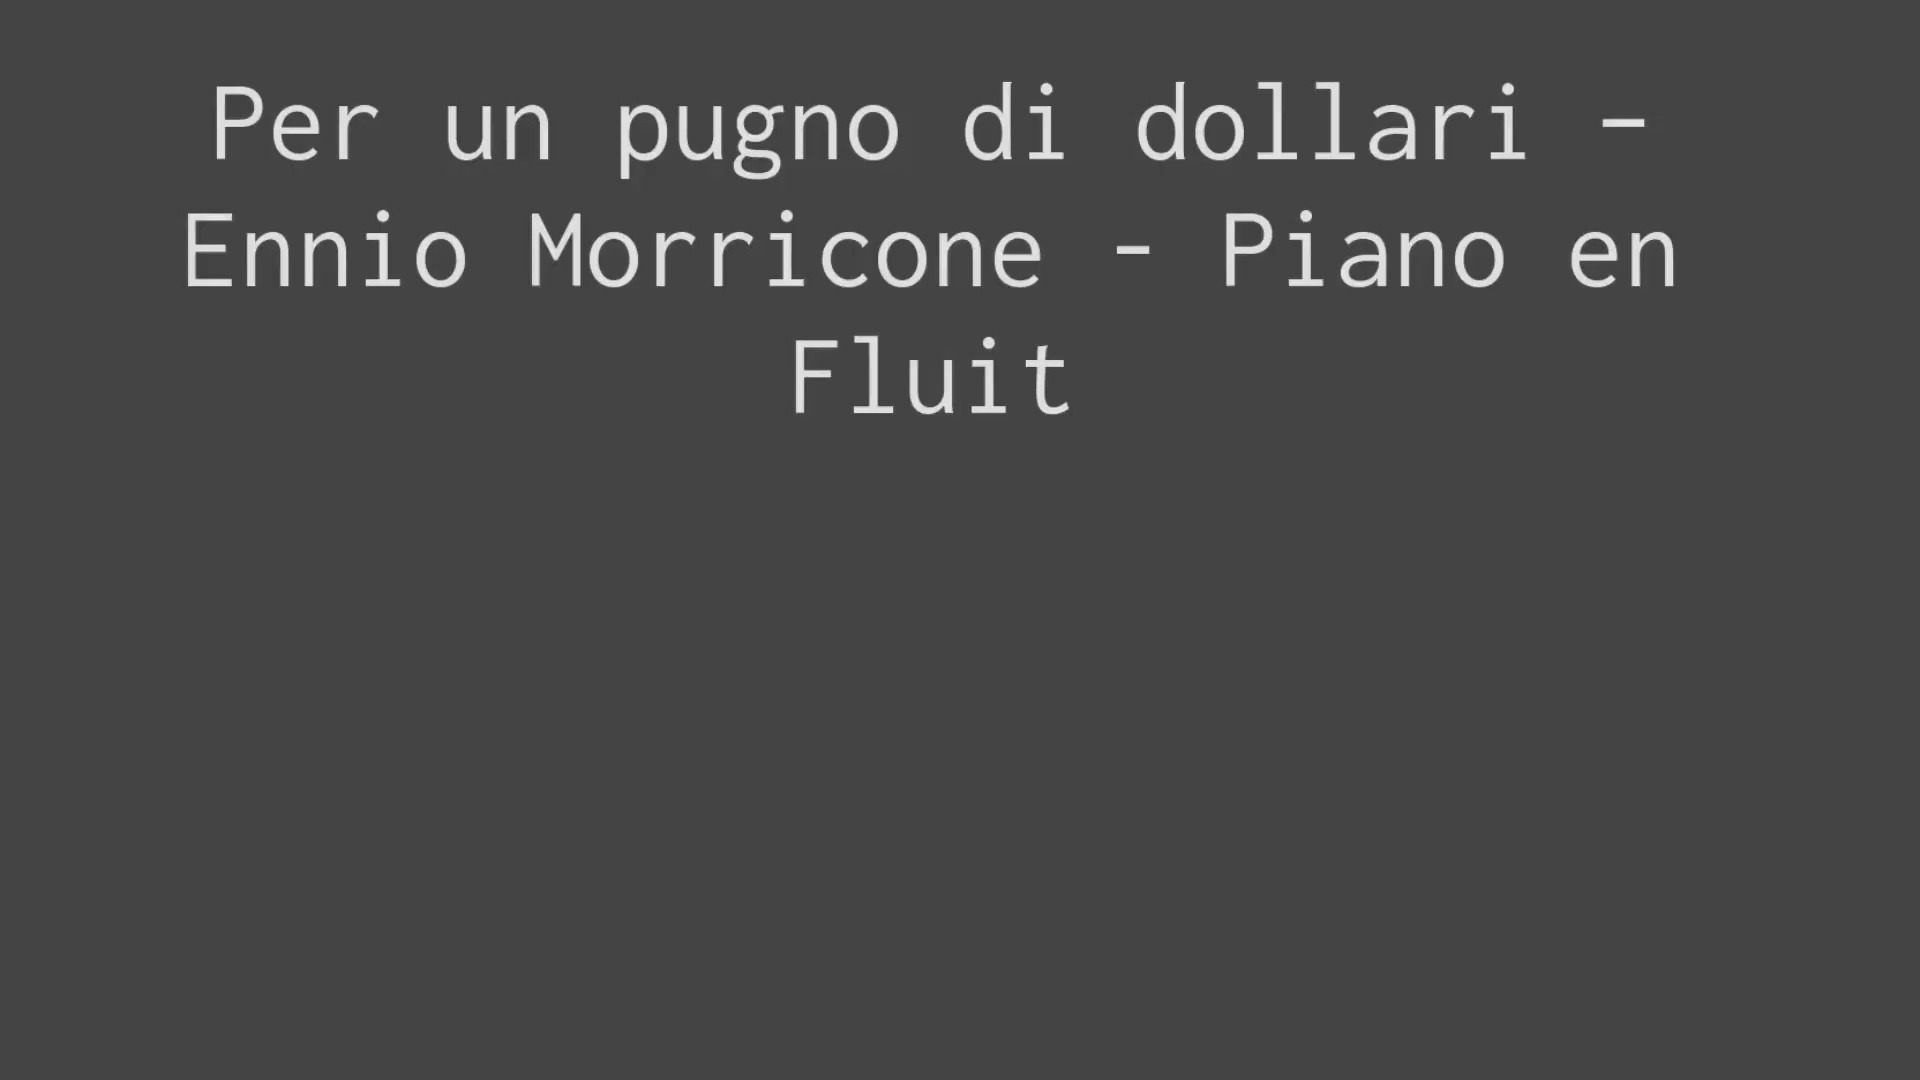 Per un pugno di dollari -
Ennio Morricone - Piano en
Fluit